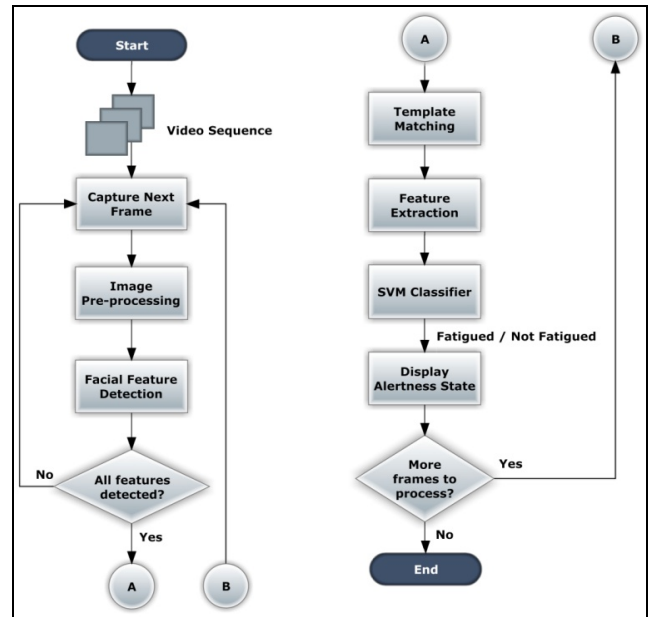 Start
Video Sequence
Capture Next
Frame
Image
Pre-processing
Facial Feature
Detection
No
All features
detected?
Yes
A
B
A
B
Template
Matching
Feature
Extraction
SVM Classifier
Fatigued / Not Fatigued
Display
Alertness State
More
frames to
process?
Yes
No
End